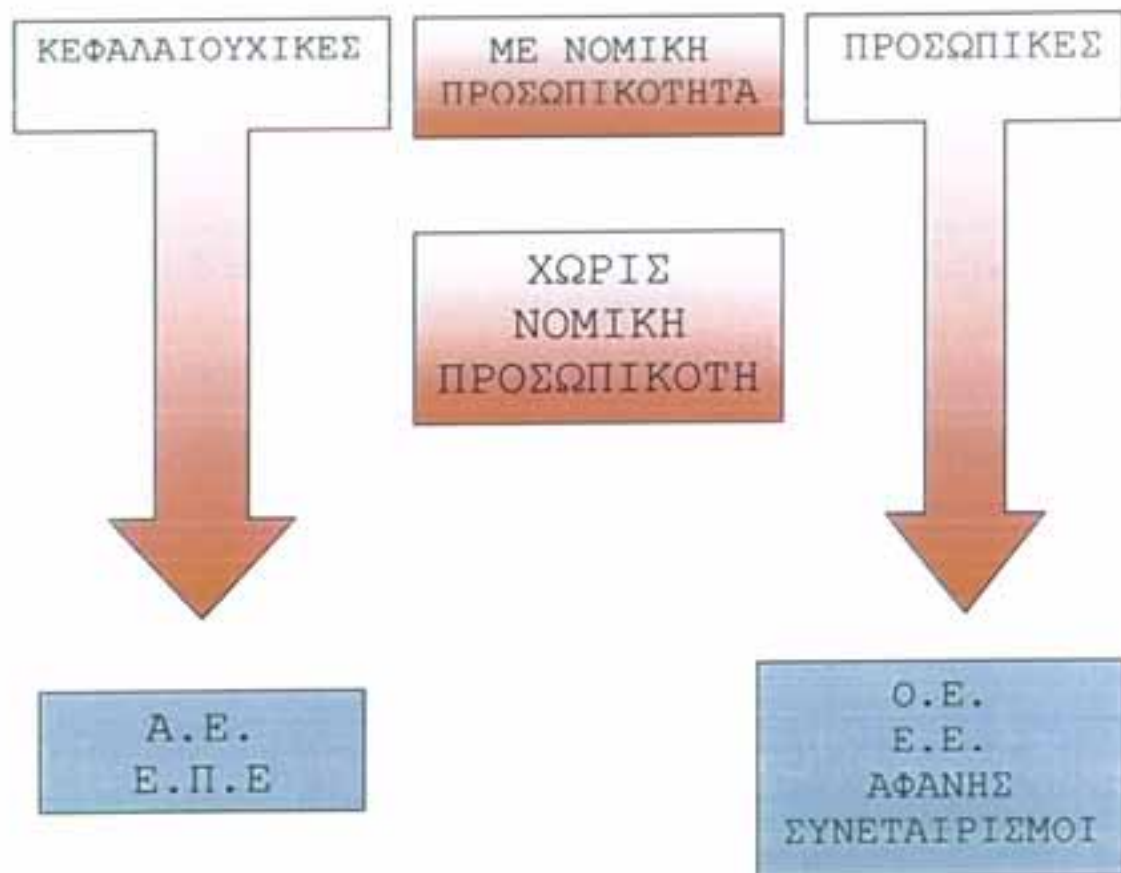 ΚΕΦΑΛΑΙΟΥΧΙΚΕΣ
ΜΕ ΝΟΜΙΚΗ
ΠΡΟΣΩΠΙΚΟΤΗΤΑ
ΠΡΟΣΩΠΙΚΕΣ
ΧΩΡΙΣ
ΝΟΜΙΚΗ
ΠΡΟΣΩΠΙΚΟΤΗ
Α.Ε.
Ε.Π.Ε
Ο.Ε.
Ε.Ε.
ΑΦΑΝΗΣ
ΣΥΝΕΤΑΙΡΙΣΜΟΙ